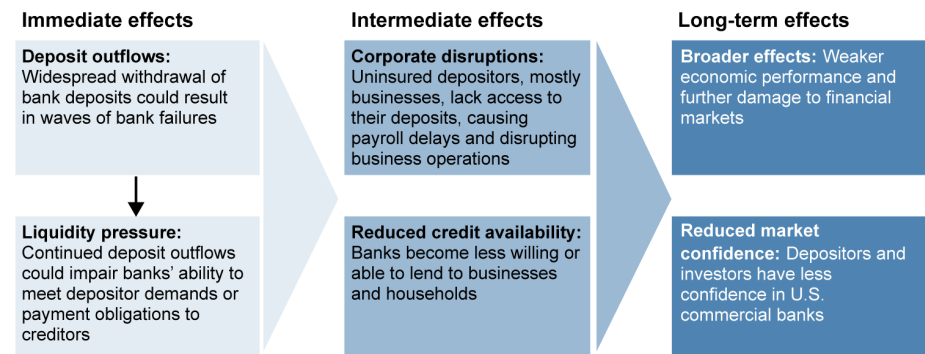 Immediate effects
Deposit outflows:
Widespread withdrawal of
bank deposits could result
in waves of bank failures
Liquidity pressure:
Continued deposit outflows
could impair banks' ability to
meet depositor demands or
payment obligations to
creditors
Intermediate effects
Corporate disruptions:
Uninsured depositors, mostly
businesses, lack access to
their deposits, causing
payroll delays and disrupting
business operations
Reduced credit availability:
Banks become less willing or
able to lend to businesses
and households
Long-term effects
Broader effects: Weaker
economic performance and
further damage to financial
markets
Reduced market
confidence: Depositors and
investors have less
confidence in U.S.
commercial banks